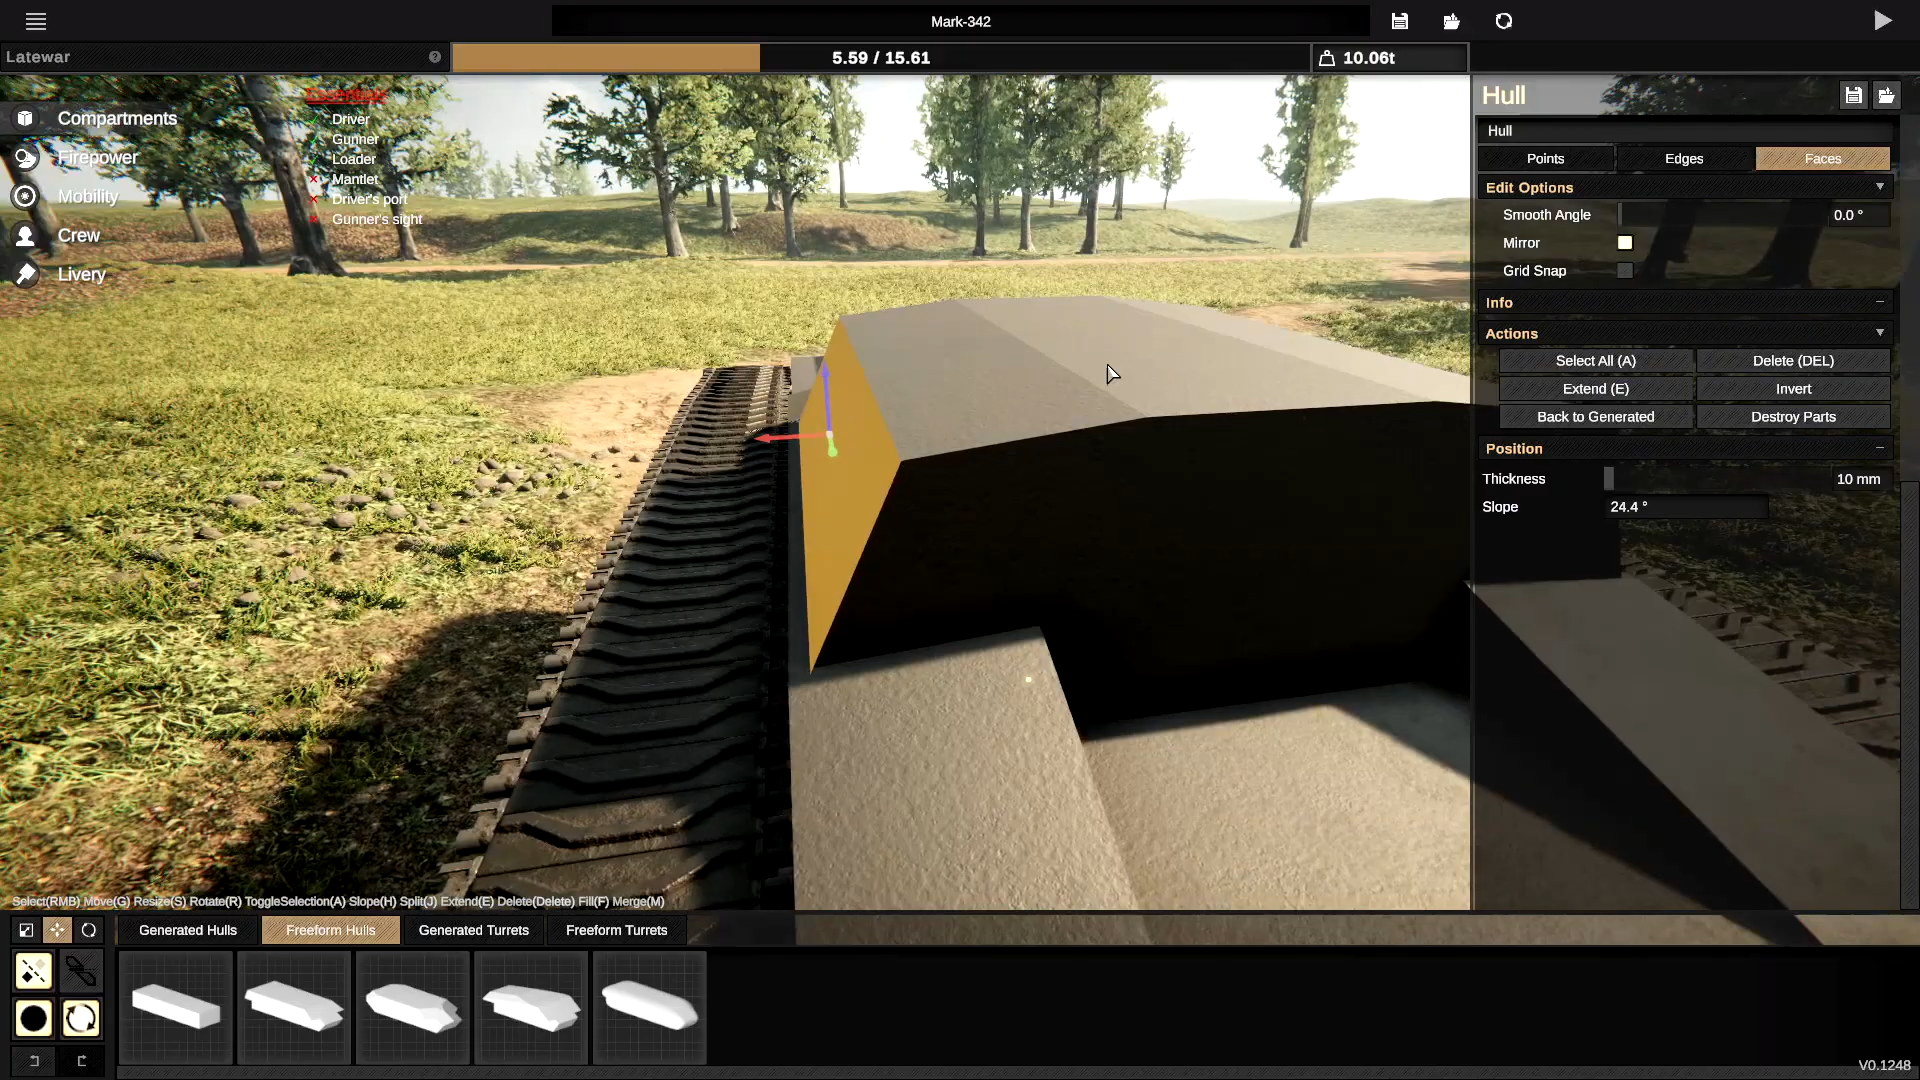 Mark-342
Latewar
5.59 / 15.61
10.06t
Essentials
Driver
Gunner
Loader
Mantlet
Driver's port
Gunner's sight
Compartments
Firepower
Mobility
Crew
Livery
Hull
Hull
Points Edges Faces
Edit Options
Smooth Angle 0.0 °
Mirror
Grid Snap
Info
Actions
Select All (A) Delete (DEL)
Extend (E) Invert
Back to Generated Destroy Parts
Position
Thickness 10 mm
Slope 24.4 °
Select(RMB) Move(G) Resize(S) Rotate(R) ToggleSelection(A) Slope(H) Split(J) Extend(E) Delete(Delete) Fill(F) Merge(M)
Generated Hulls Freeform Hulls Generated Turrets Freeform Turrets
V0.1248